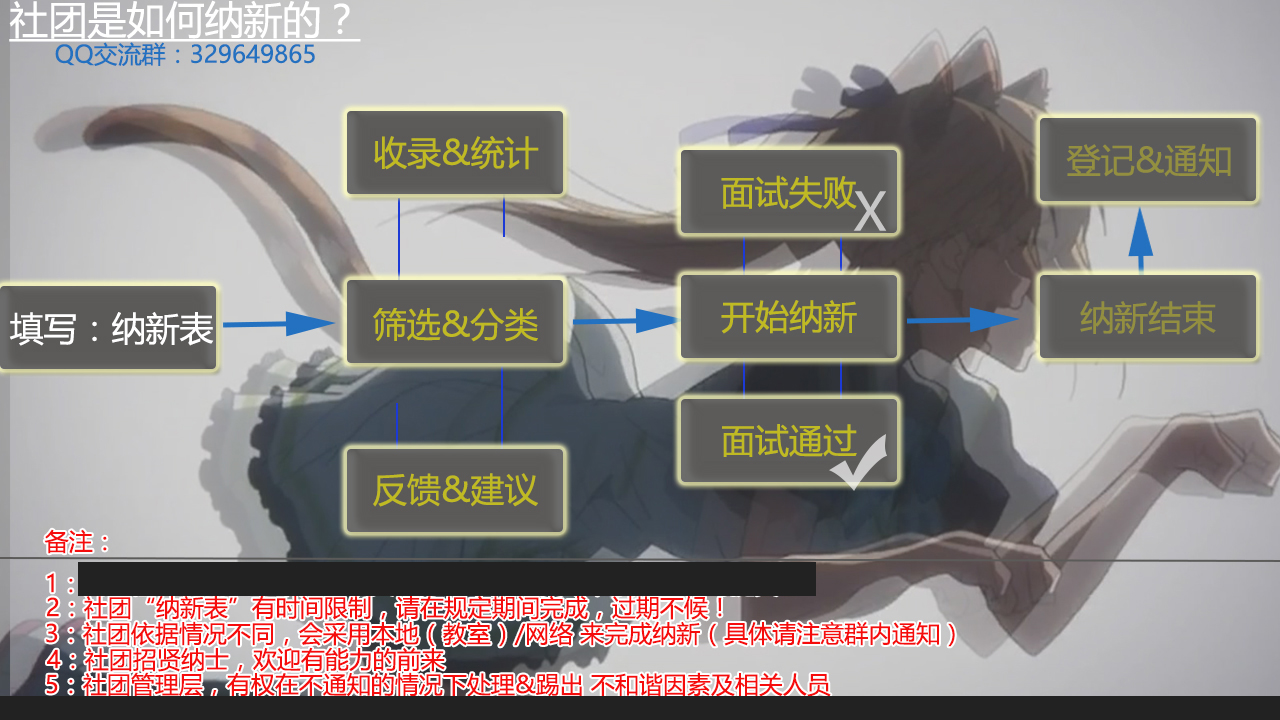 社团是如何纳新的？
QQ交流群：329649865
收录&统计
面试失败
X
登记&通知
填写：纳新表
筛选&分类
开始纳新
纳新结束
面试通过
反馈&建议
备注：
1：
2：社团“纳新表”有时间限制，请在规定期间完成，过期不候！
3：社团依据情况不同，会采用本地（教室）/网络 来完成纳新（具体请注意群内通知）
4：社团招贤纳士，欢迎有能力的前来
5：社团管理层，有权在不通知的情况下处理&踢出 不和谐因素及相关人员